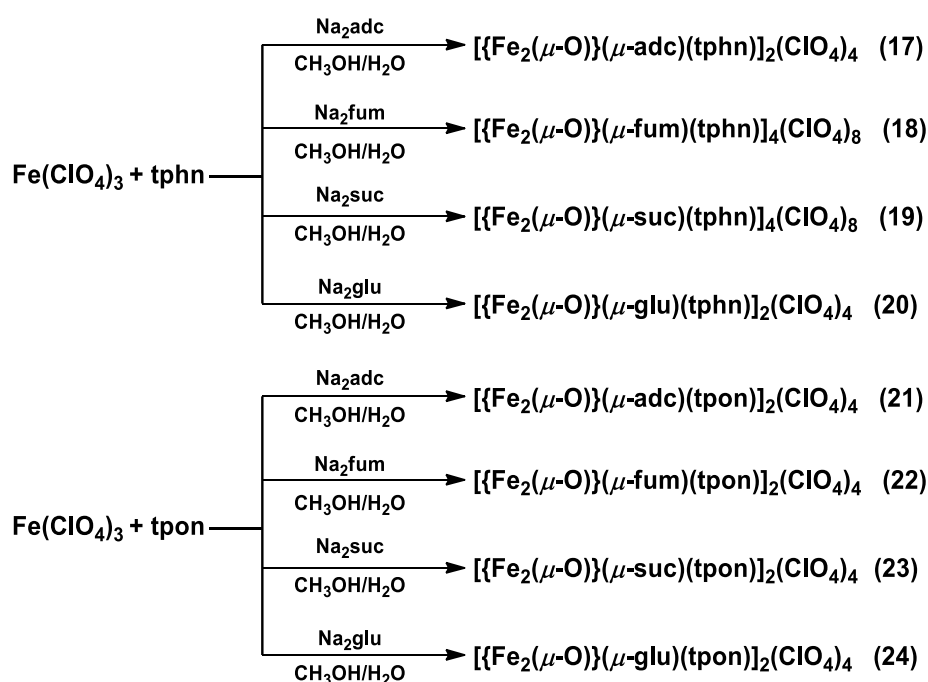 Na₂adc
CH₃OH/H₂O
[{Fe₂(μ-O)}(μ-adc)(tphn)]₂(ClO₄)₄ (17)
Na₂fum
CH₃OH/H₂O
[{Fe₂(μ-O)}(μ-fum)(tphn)]₄(ClO₄)₈ (18)
Fe(ClO₄)₃ + tphn
Na₂suc
CH₃OH/H₂O
[{Fe₂(μ-O)}(μ-suc)(tphn)]₄(ClO₄)₈ (19)
Na₂glu
CH₃OH/H₂O
[{Fe₂(μ-O)}(μ-glu)(tphn)]₂(ClO₄)₄ (20)
Na₂adc
CH₃OH/H₂O
[{Fe₂(μ-O)}(μ-adc)(tpon)]₂(ClO₄)₄ (21)
Na₂fum
CH₃OH/H₂O
[{Fe₂(μ-O)}(μ-fum)(tpon)]₂(ClO₄)₄ (22)
Fe(ClO₄)₃ + tpon
Na₂suc
CH₃OH/H₂O
[{Fe₂(μ-O)}(μ-suc)(tpon)]₂(ClO₄)₄ (23)
Na₂glu
CH₃OH/H₂O
[{Fe₂(μ-O)}(μ-glu)(tpon)]₂(ClO₄)₄ (24)